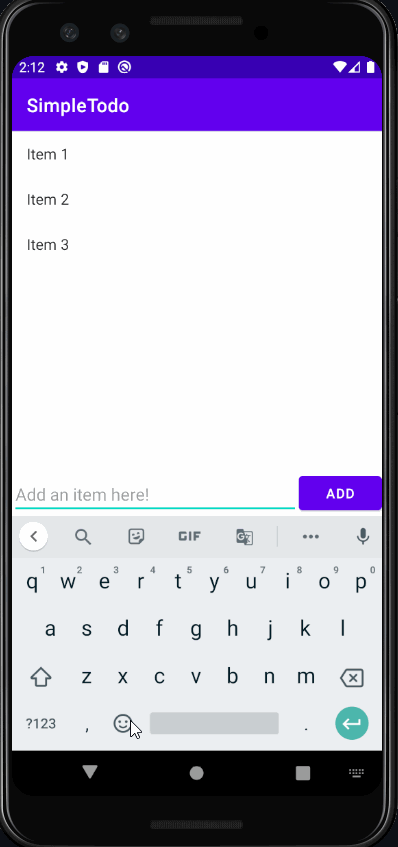 2:12
SimpleTodo
Item 1
Item 2
Item 3
Add an item here!
ADD
GIF
G
1 2 3 4 5 6 7 8 9 0
q w e r t y u i o p
a s d f g h j k l
z x c v b n m
?123 , .